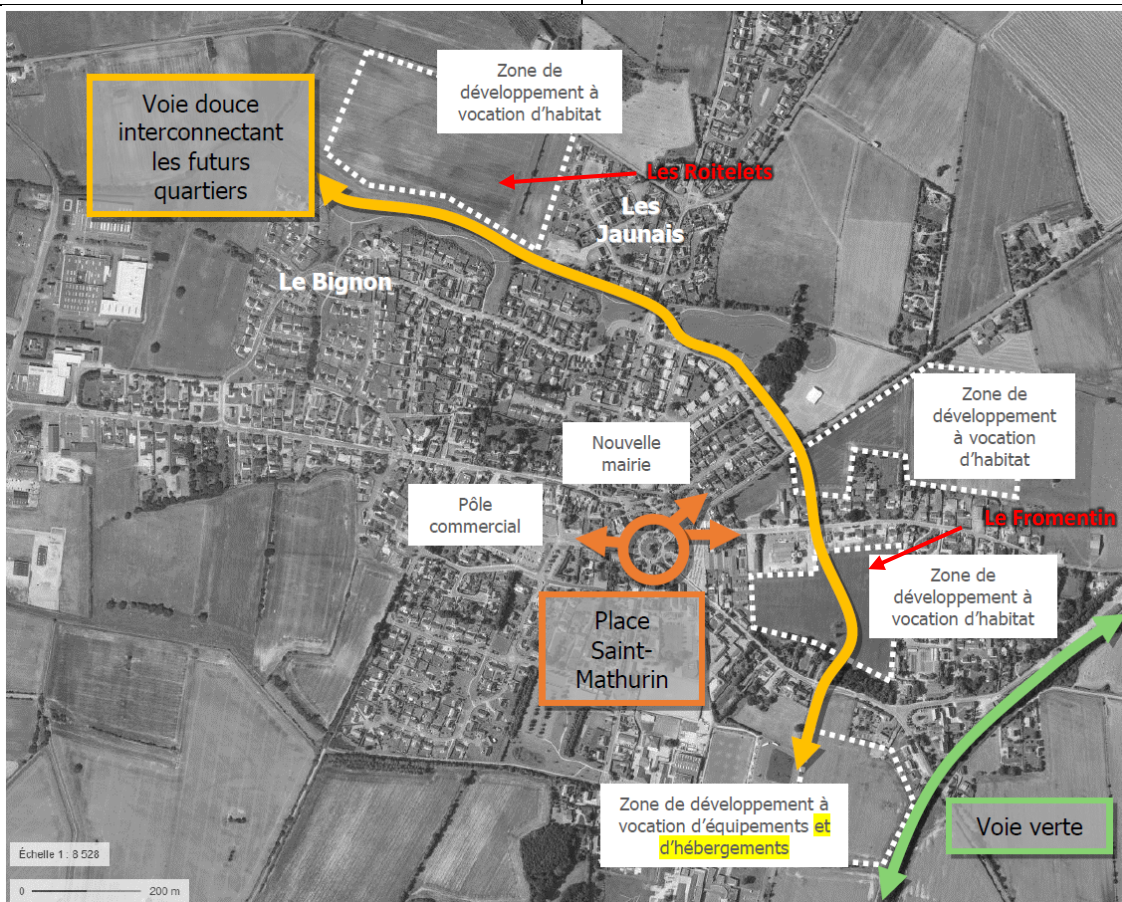 Zone de
développement à
vocation d'habitat
Voie douce
interconnectant
les futurs
quartiers
Les Roitelets
Les
Jaunais
Le Bignon
Zone de
développement
à vocation
d'habitat
Nouvelle
mairie
Pôle
commercial
Le Fromentin
Zone de
développement à
vocation d'habitat
Place
Saint-
Mathurin
Zone de développement à
vocation d'équipements et
d'hébergements
Voie verte
Échelle 1 : 8 528
0
200 m